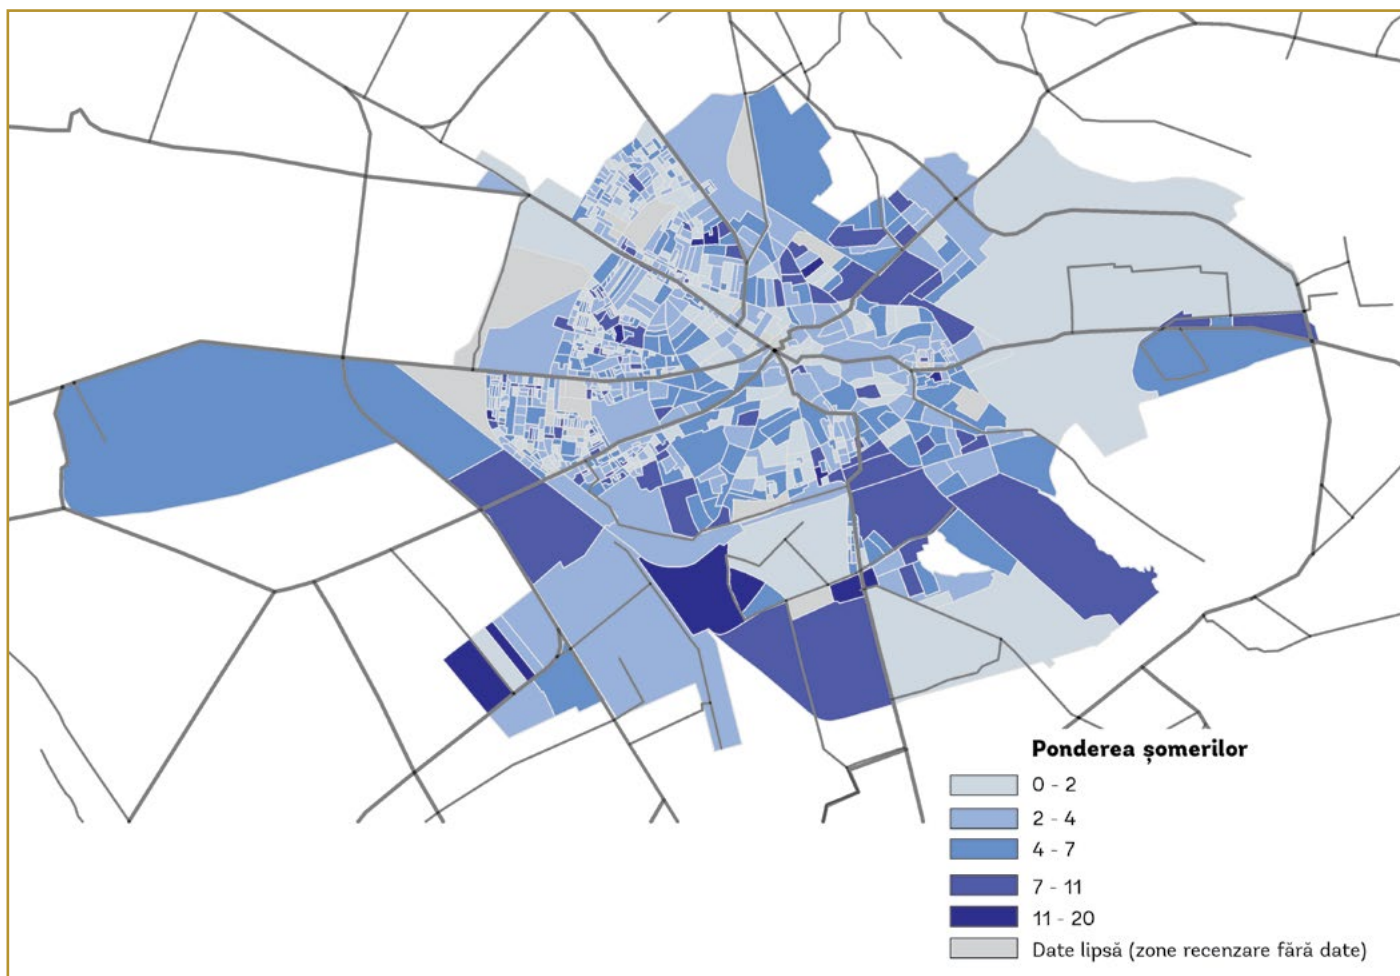 Ponderea șomerilor
0 - 2
2 - 4
4 - 7
7 - 11
11 - 20
Date lipsă (zone recenzare fără date)